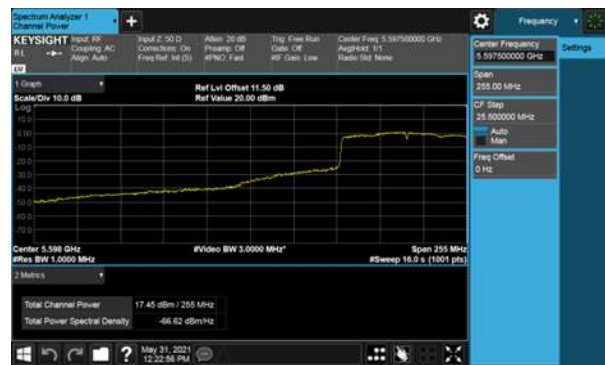 Spectrum Analyzer 1
Channel Power
+
Frequency
KEYSIGHT
Input: RF
Coupling: AC
Align: Auto
Input Z: 50 Ω
Corrections: On
Freq Ref: Int (S)
Atten: 20 dB
Preamp: Off
#PNO: Fast
Trig: Free Run
Gate: Off
#IF Gain: Low
Center Freq: 5.597500000 GHz
Avg|Hold: 1/1
Radio Std: None
Center Frequency
5.597500000 GHz
Settings
Span
255.00 MHz
CF Step
25.500000 MHz
Auto
Man
Freq Offset
0 Hz
1 Graph
Scale/Div 10.0 dB
Ref Lvl Offset 11.50 dB
Ref Value 20.00 dBm
Log
10.0
0.00
-10.0
-20.0
-30.0
-40.0
-50.0
-60.0
-70.0
Center 5.598 GHz
#Video BW 3.0000 MHz*
Span 255 MHz
#Res BW 1.0000 MHz
#Sweep 16.0 s (1001 pts)
2 Metrics
Total Channel Power 17.45 dBm / 255 MHz
Total Power Spectral Density -66.62 dBm/Hz
?
May 31, 2021
12:22:56 PM